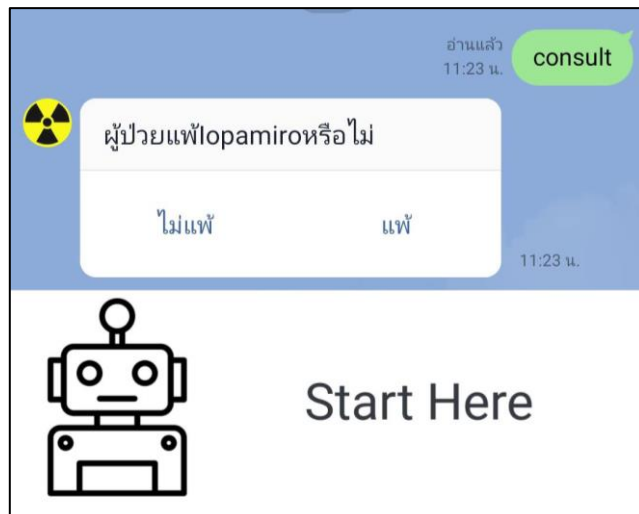 อ่านแล้ว
11:23 น.
consult
ผู้ป่วยแพ้Iopamiroหรือไม่
ไม่แพ้ แพ้
11:23 น.
Start Here